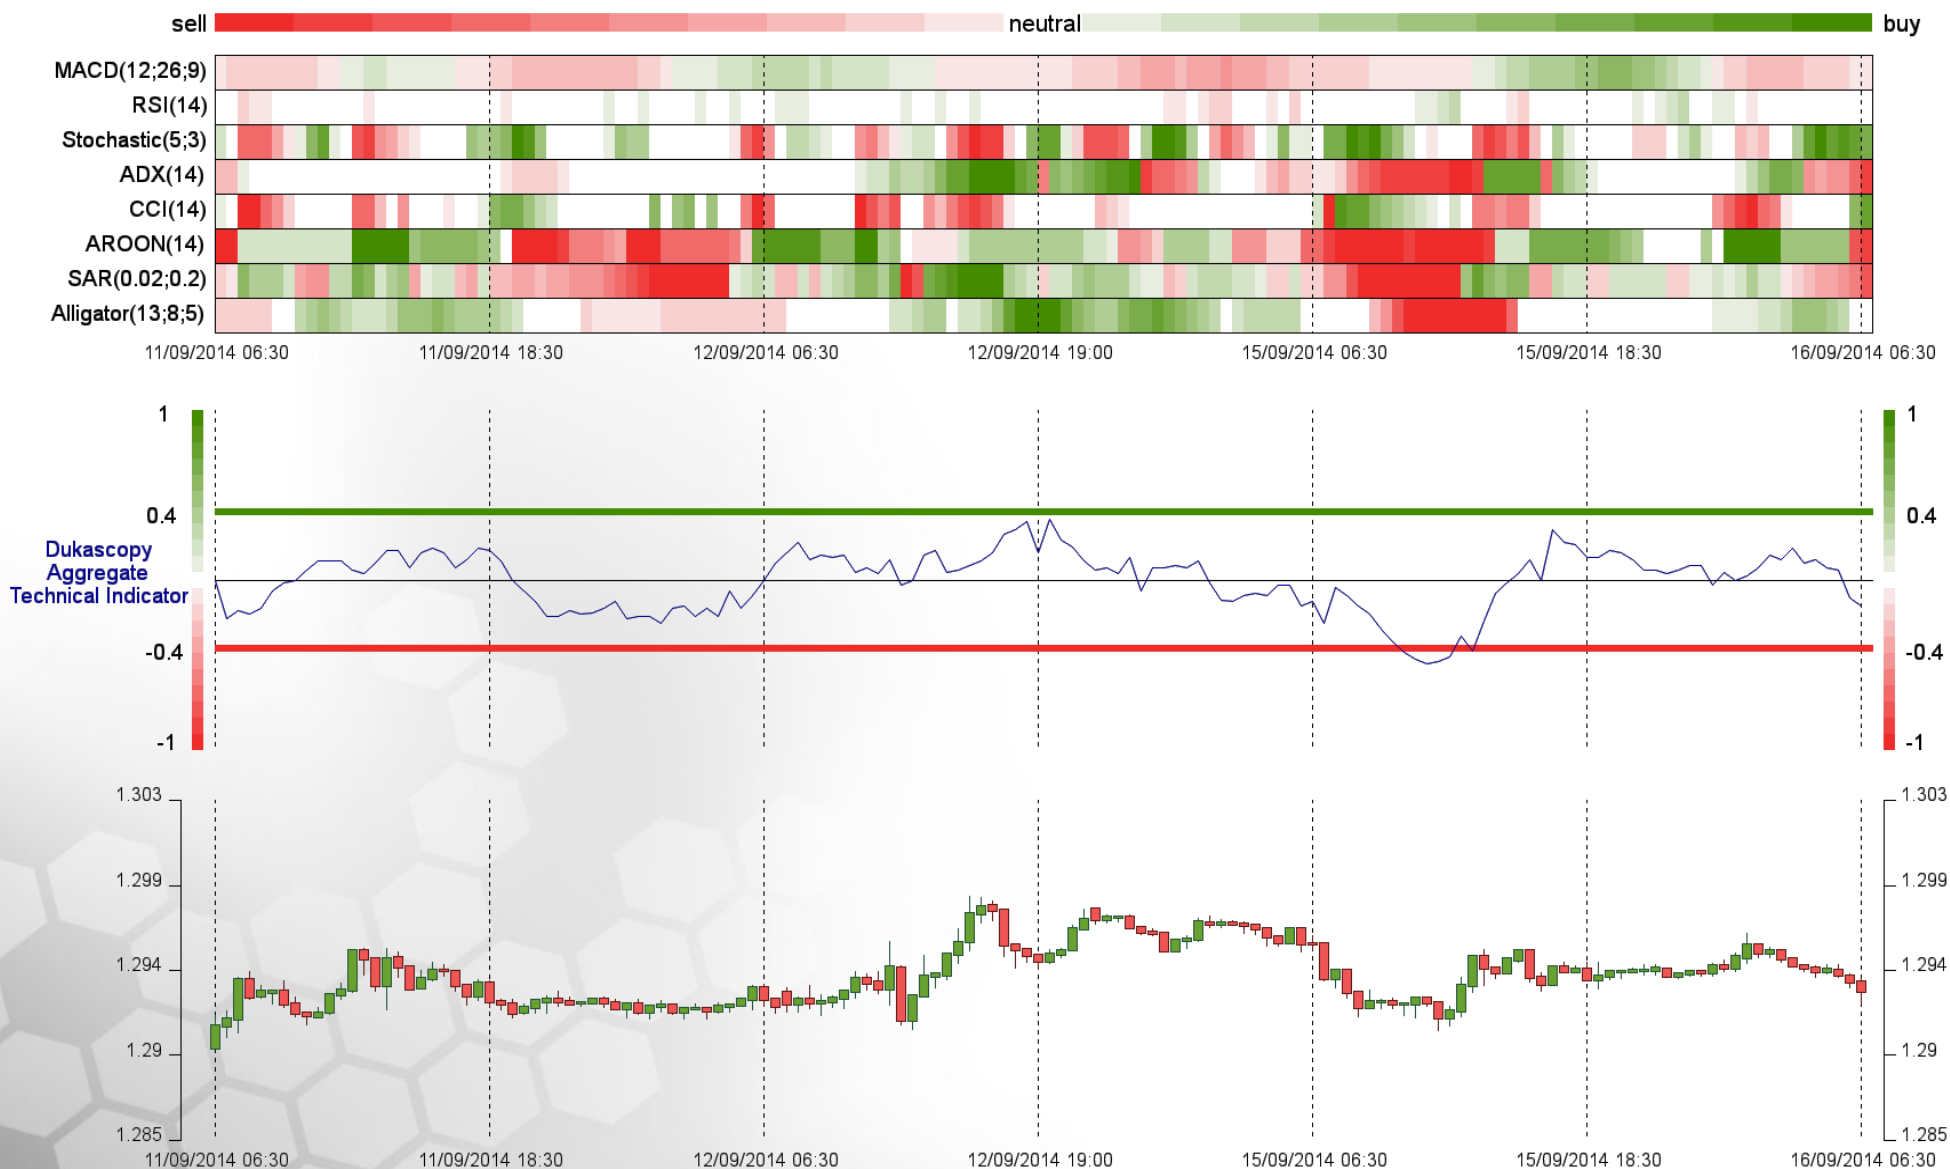 sell neutral buy
MACD(12;26;9)
RSI(14)
Stochastic(5;3)
ADX(14)
CCI(14)
AROON(14)
SAR(0.02;0.2)
Alligator(13;8;5)
11/09/2014 06:30 11/09/2014 18:30 12/09/2014 06:30 12/09/2014 19:00 15/09/2014 06:30 15/09/2014 18:30 16/09/2014 06:30
1 1
0.4 0.4
Dukascopy
Aggregate
Technical Indicator
-0.4 -0.4
-1 -1
1.303 1.303
1.299 1.299
1.294 1.294
1.29 1.29
1.285 1.285
11/09/2014 06:30 11/09/2014 18:30 12/09/2014 06:30 12/09/2014 19:00 15/09/2014 06:30 15/09/2014 18:30 16/09/2014 06:30